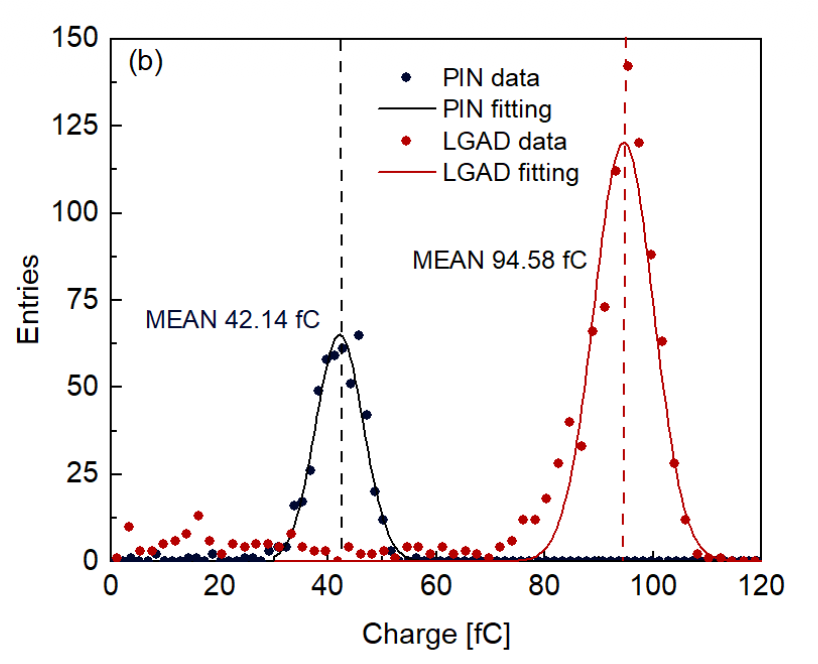 (b)
PIN data
PIN fitting
LGAD data
LGAD fitting
MEAN 94.58 fC
MEAN 42.14 fC
Entries
150
125
100
75
50
25
0
0 20 40 60 80 100 120
Charge [fC]